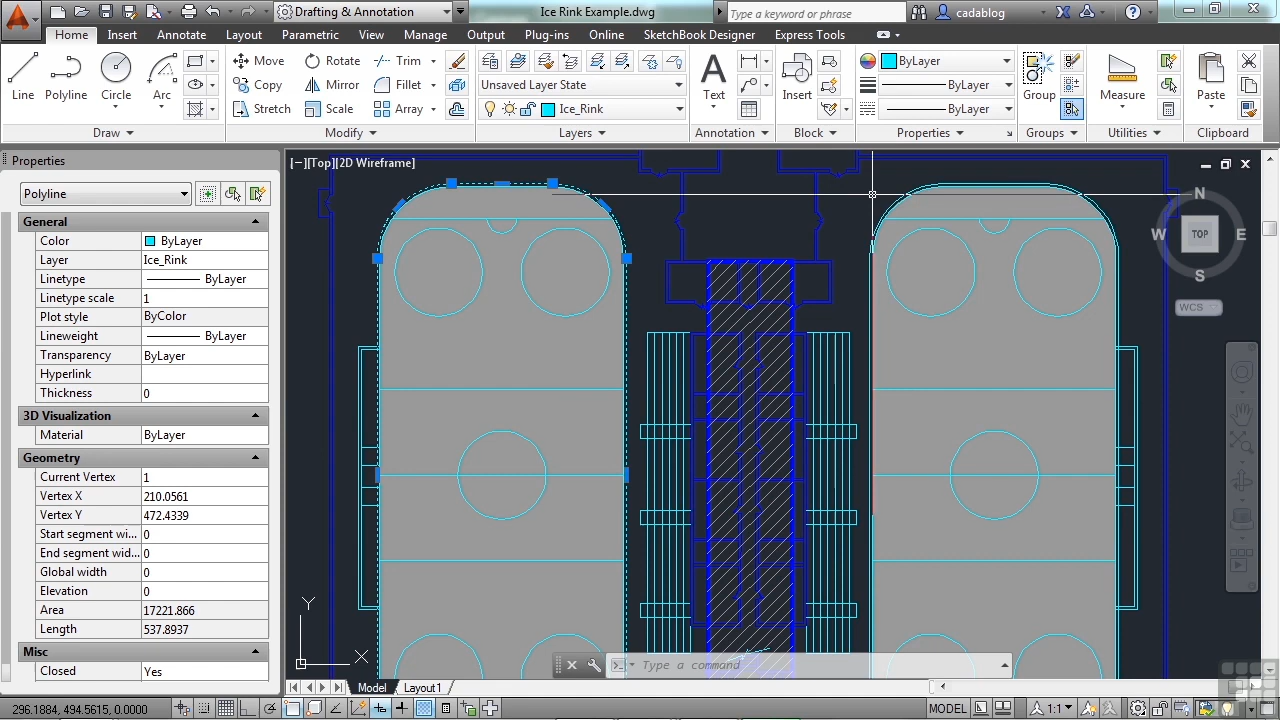 Drafting & Annotation
Ice Rink Example.dwg
Type a keyword or phrase
cadablog
Home Insert Annotate Layout Parametric View Manage Output Plug-ins Online SketchBook Designer Express Tools
Line
Polyline
Circle
Arc
Draw
Move Rotate Trim
Copy Mirror Fillet
Stretch Scale Array
Modify
Unsaved Layer State
Ice_Rink
Layers
Text
Annotation
Insert
Block
ByLayer
ByLayer
ByLayer
Properties
Group
Groups
Measure
Utilities
Paste
Clipboard
Properties
Polyline
General
Color ByLayer
Layer Ice_Rink
Linetype ByLayer
Linetype scale 1
Plot style ByColor
Lineweight ByLayer
Transparency ByLayer
Hyperlink
Thickness 0
3D Visualization
Material ByLayer
Geometry
Current Vertex 1
Vertex X 210.0561
Vertex Y 472.4339
Start segment wi... 0
End segment wid... 0
Global width 0
Elevation 0
Area 17221.866
Length 537.8937
Misc
Closed Yes
[−][Top][2D Wireframe]
N
W TOP E
S
WCS
Y
X
Type a command
Model Layout1
296.1884, 494.5615, 0.0000
MODEL
1:1